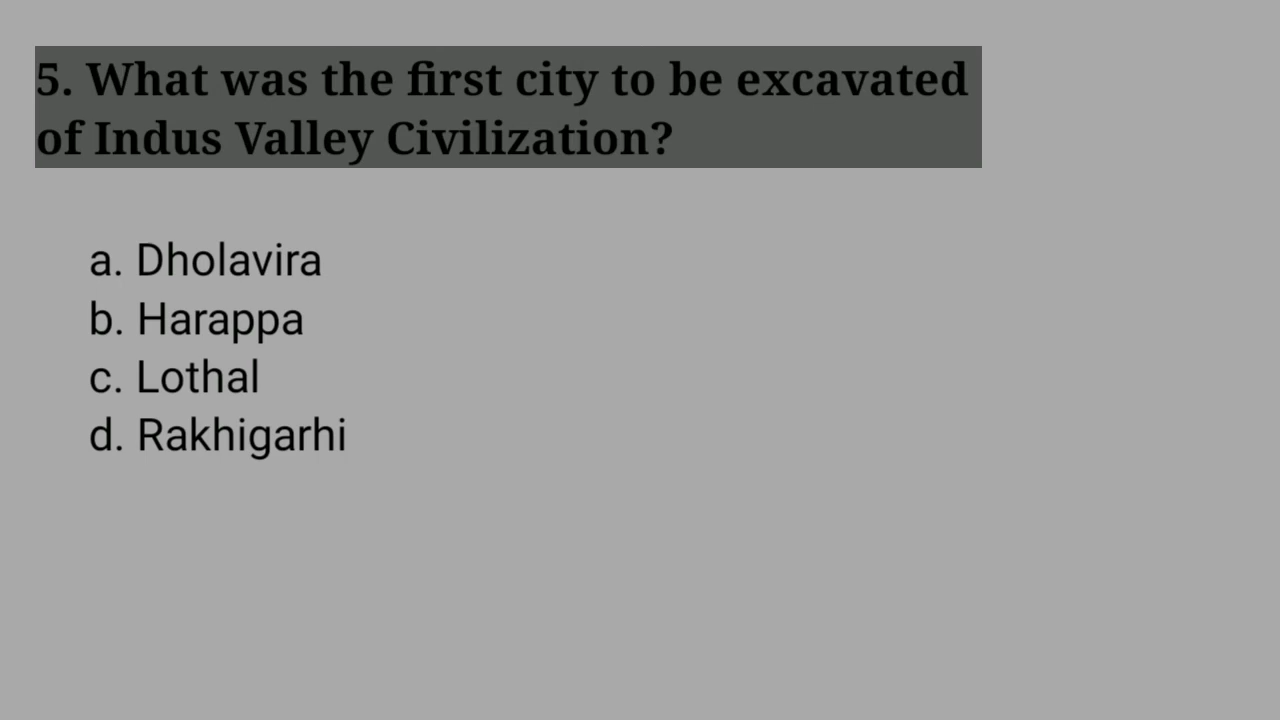 5. What was the first city to be excavated
of Indus Valley Civilization?
a. Dholavira
b. Harappa
c. Lothal
d. Rakhigarhi